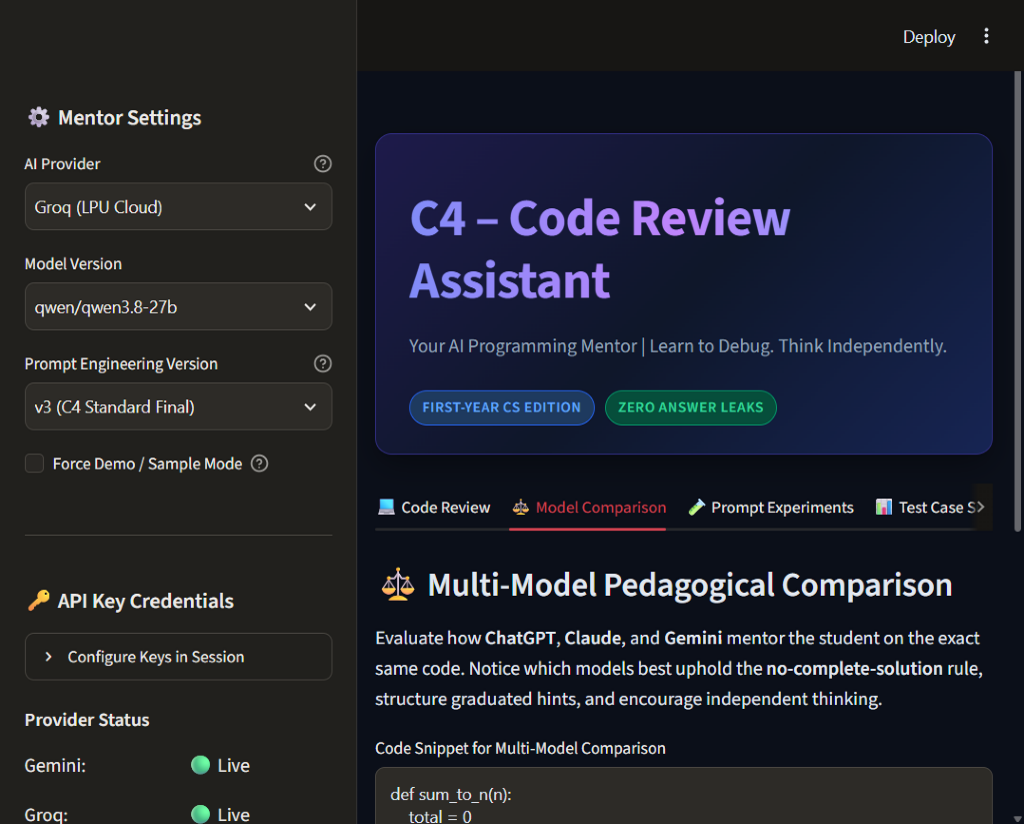 Deploy
Mentor Settings
AI Provider
Groq (LPU Cloud)
Model Version
qwen/qwen3.8-27b
Prompt Engineering Version
v3 (C4 Standard Final)
Force Demo / Sample Mode
API Key Credentials
Configure Keys in Session
Provider Status
Gemini: Live
Groq: Live
C4 – Code Review
Assistant
Your AI Programming Mentor | Learn to Debug. Think Independently.
FIRST-YEAR CS EDITION
ZERO ANSWER LEAKS
Code Review
Model Comparison
Prompt Experiments
Test Case S
Multi-Model Pedagogical Comparison
Evaluate how ChatGPT, Claude, and Gemini mentor the student on the exact
same code. Notice which models best uphold the no-complete-solution rule,
structure graduated hints, and encourage independent thinking.
Code Snippet for Multi-Model Comparison
def sum_to_n(n):
    total = 0